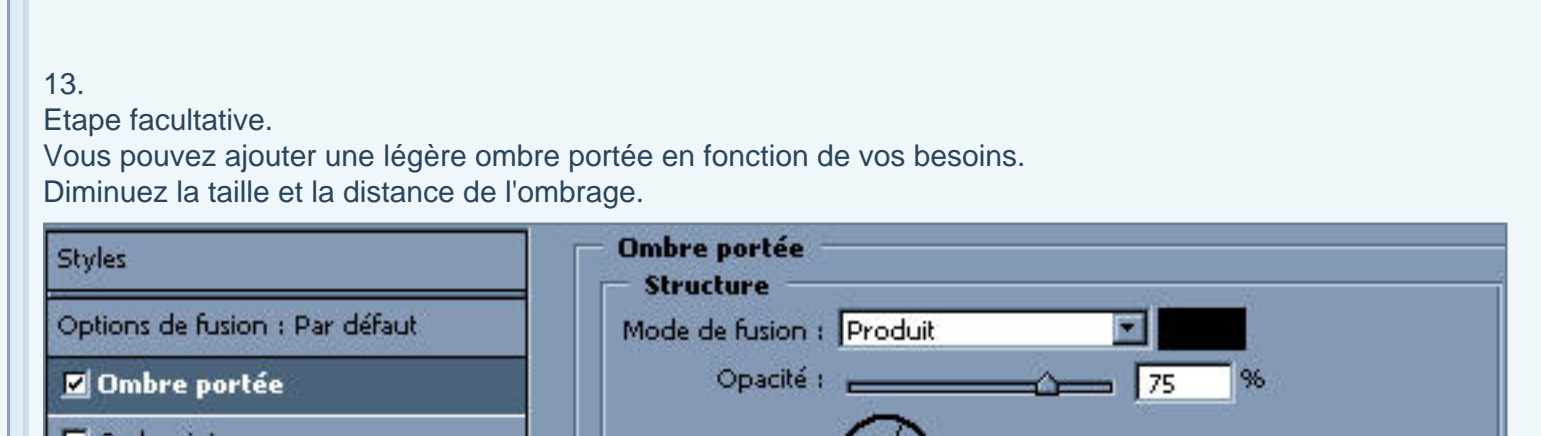 13.
Etape facultative.
Vous pouvez ajouter une légère ombre portée en fonction de vos besoins.
Diminuez la taille et la distance de l'ombrage.
Styles
Options de fusion : Par défaut
Ombre portée
Ombre portée
Structure
Mode de fusion : Produit
Opacité : 75 %